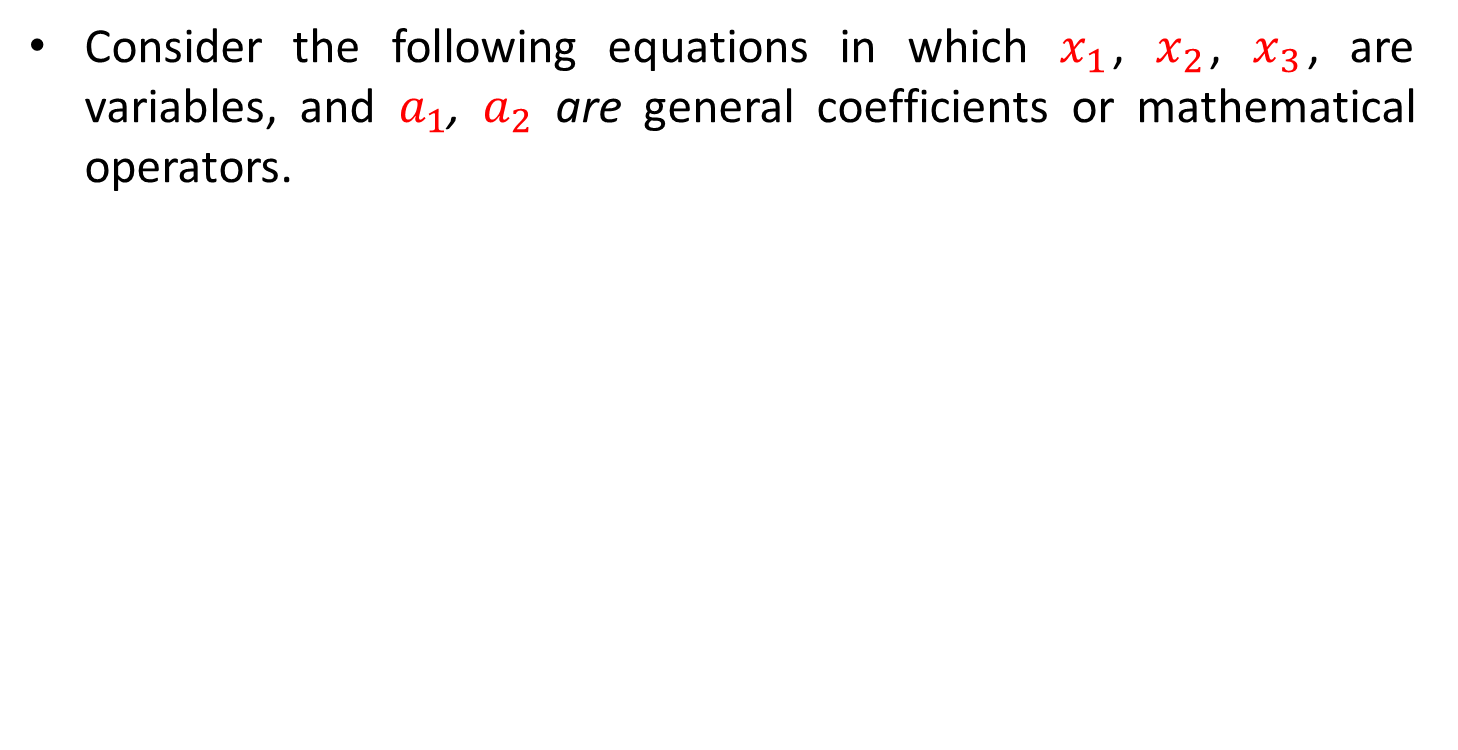 • Consider the following equations in which x₁, x₂, x₃, are
variables, and a₁, a₂ are general coefficients or mathematical
operators.